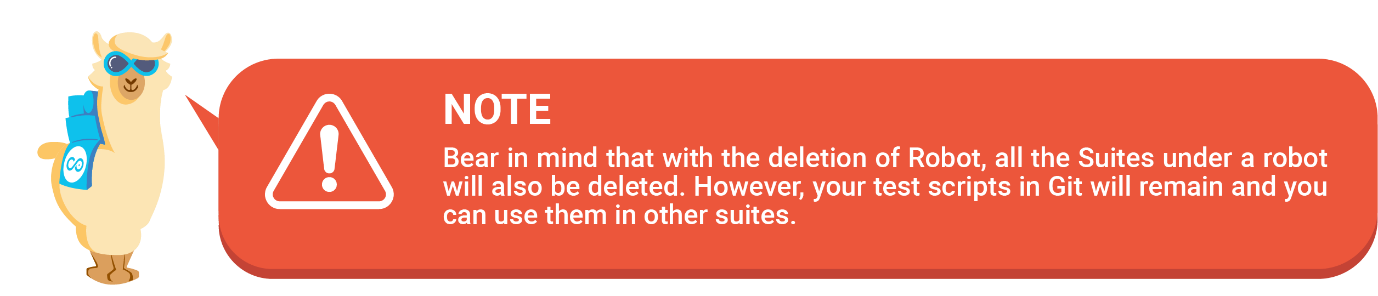 NOTE
Bear in mind that with the deletion of Robot, all the Suites under a robot
will also be deleted. However, your test scripts in Git will remain and you
can use them in other suites.